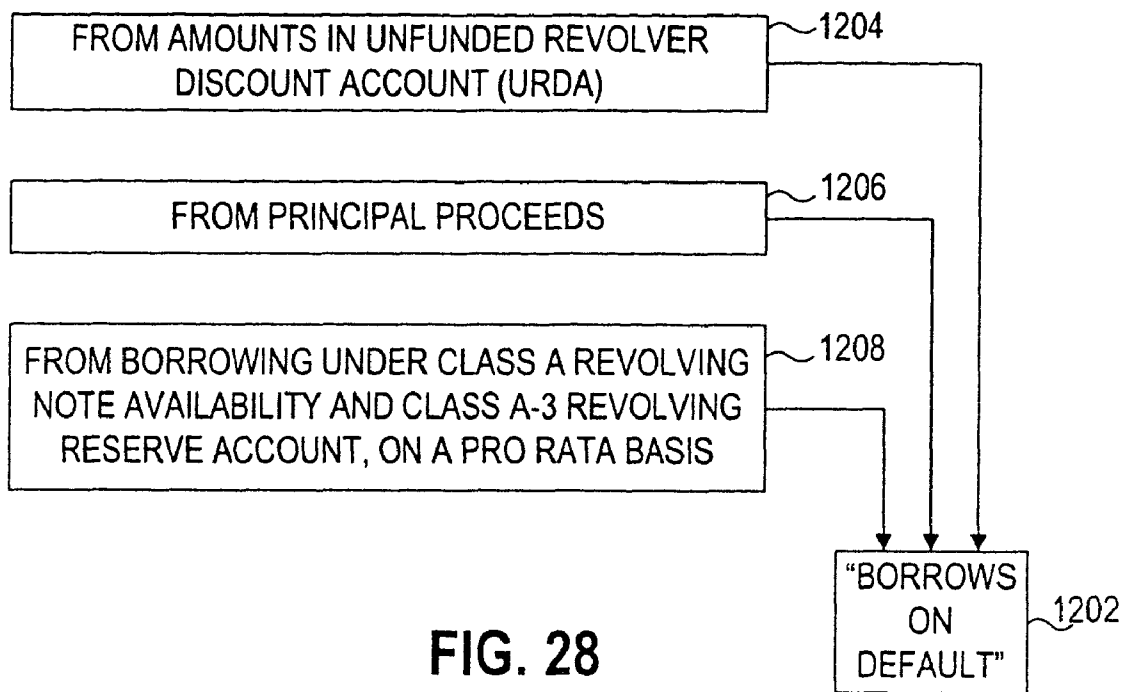 FROM AMOUNTS IN UNFUNDED REVOLVER
DISCOUNT ACCOUNT (URDA)
1204
FROM PRINCIPAL PROCEEDS
1206
FROM BORROWING UNDER CLASS A REVOLVING
NOTE AVAILABILITY AND CLASS A-3 REVOLVING
RESERVE ACCOUNT, ON A PRO RATA BASIS
1208
"BORROWS
ON
DEFAULT"
1202
FIG. 28